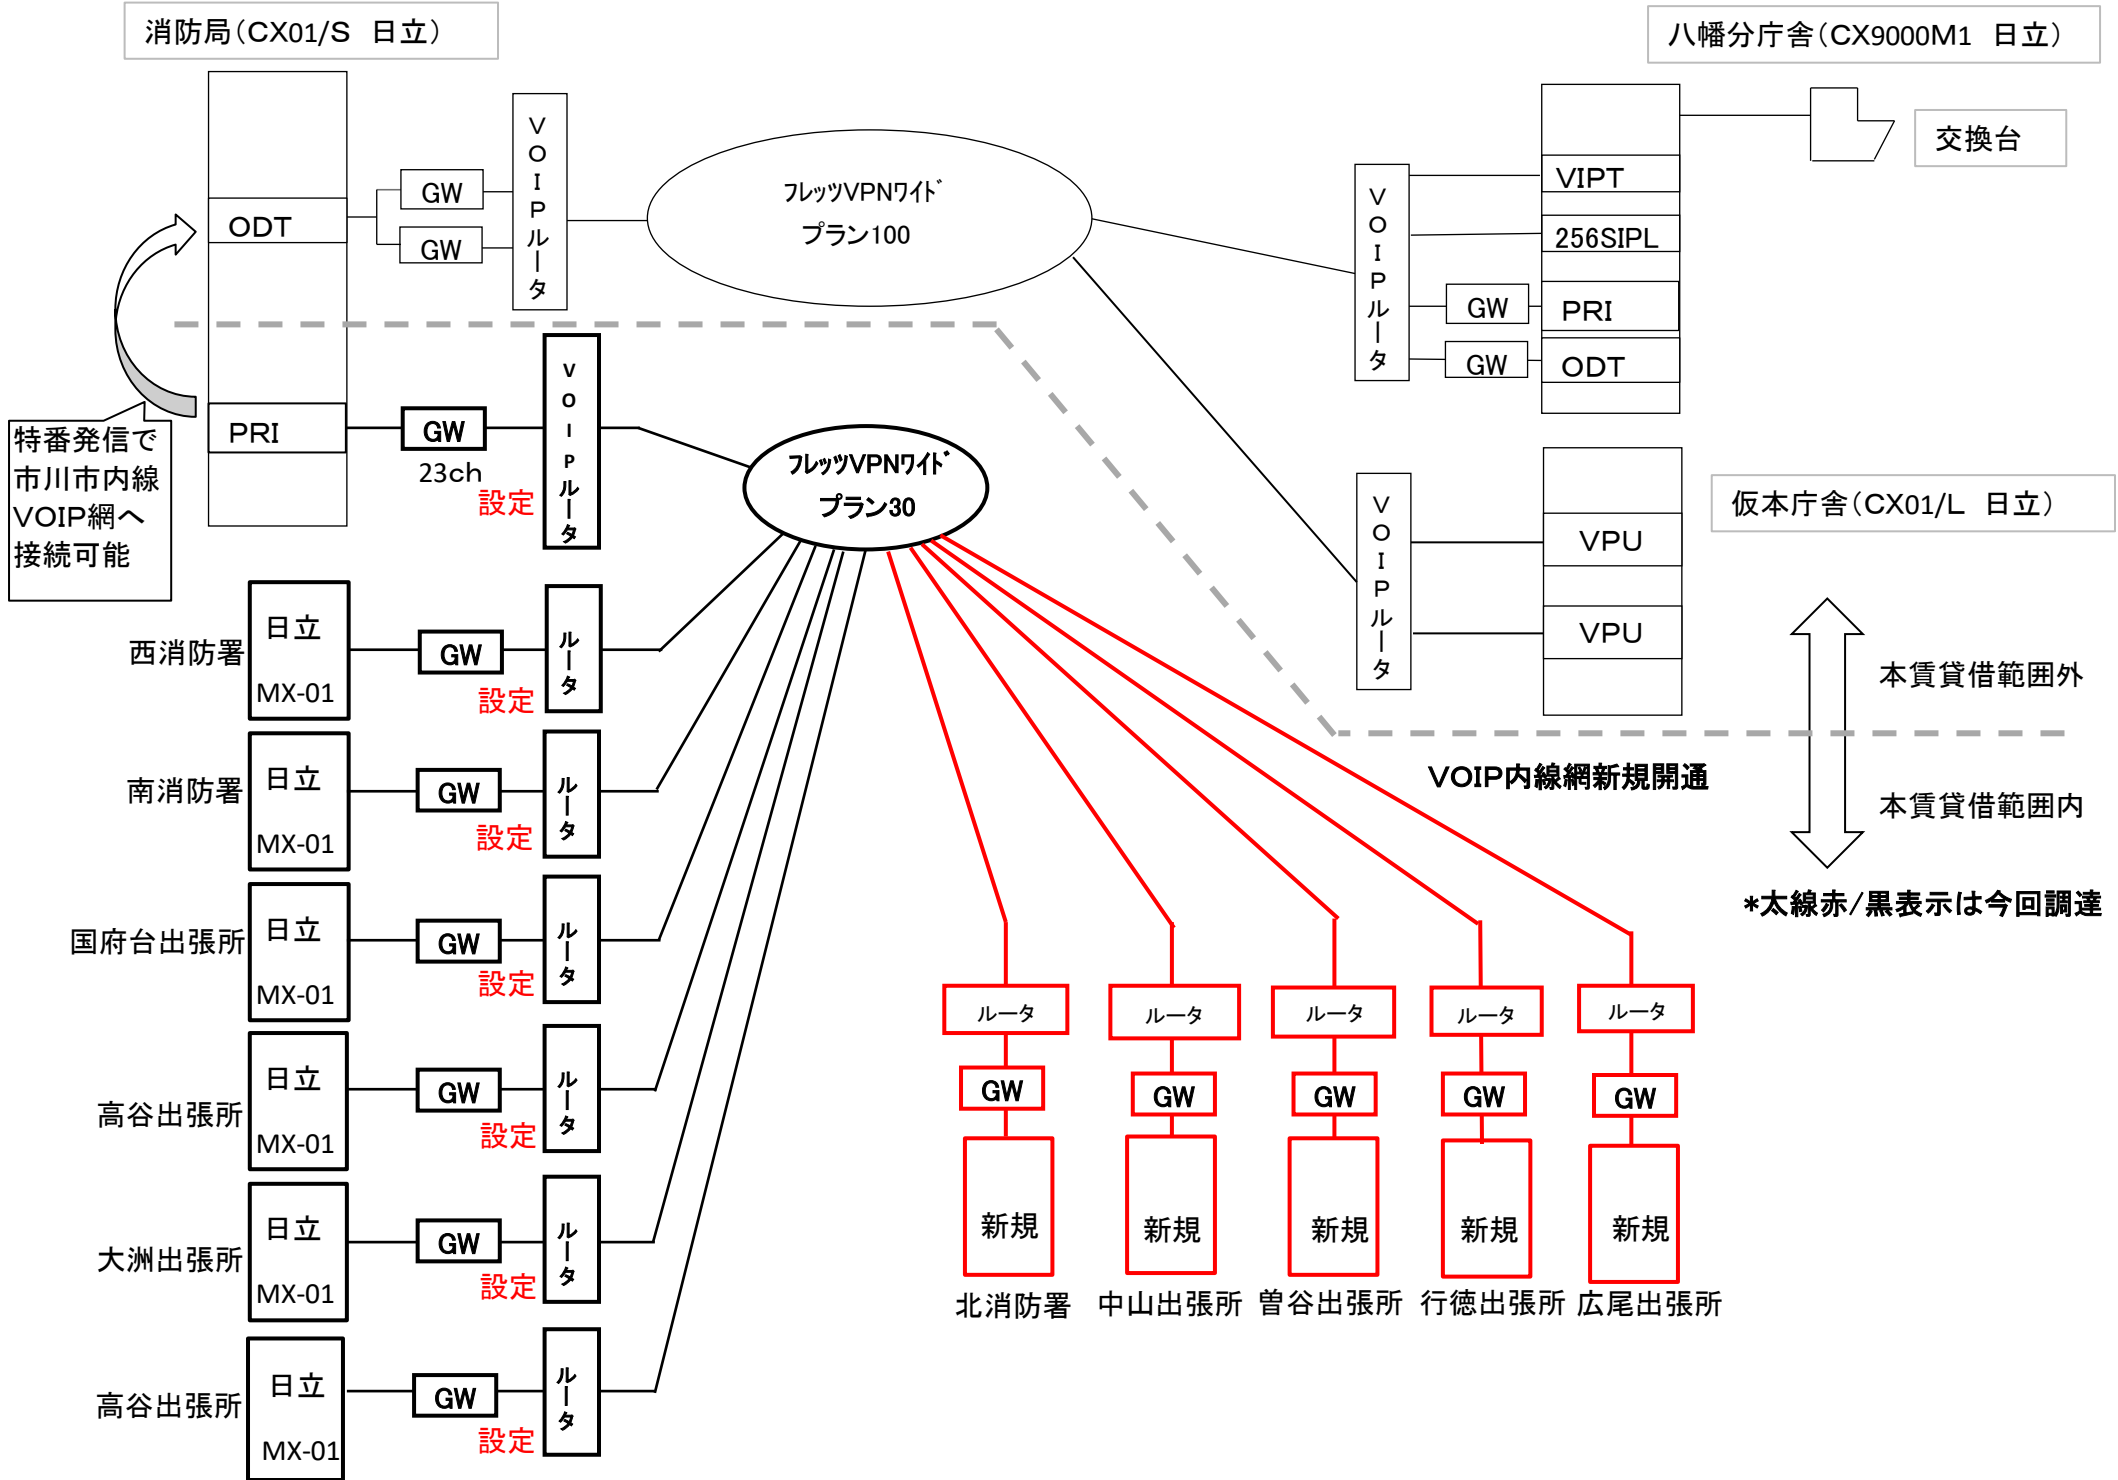 消防局(CX01/S 日立)
八幡分庁舎(CX9000M1 日立)
交換台
VOIPルータ
GW
GW
ODT
フレッツVPNワイド
プラン100
VOIPルータ
VIPT
256SIPL
GW
PRI
GW
ODT
PRI
GW
23ch
設定
VOIPルータ
フレッツVPNワイド
プラン30
特番発信で
市川市内線
VOIP網へ
接続可能
VOIPルータ
VPU
VPU
仮本庁舎(CX01/L 日立)
本賃貸借範囲外
本賃貸借範囲内
VOIP内線網新規開通
*太線赤/黒表示は今回調達
西消防署
日立
MX-01
GW
設定
ルータ
南消防署
日立
MX-01
GW
設定
ルータ
国府台出張所
日立
MX-01
GW
設定
ルータ
高谷出張所
日立
MX-01
GW
設定
ルータ
大洲出張所
日立
MX-01
GW
設定
ルータ
高谷出張所
日立
MX-01
GW
設定
ルータ
ルータ
GW
新規
北消防署
ルータ
GW
新規
中山出張所
ルータ
GW
新規
曽谷出張所
ルータ
GW
新規
行徳出張所
ルータ
GW
新規
広尾出張所